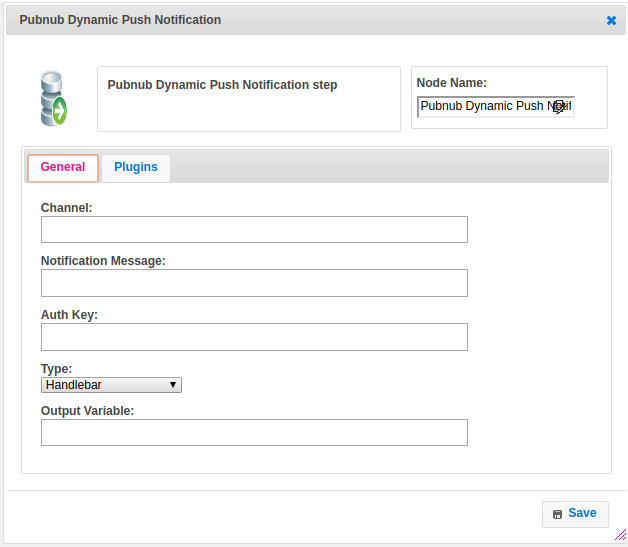 Pubnub Dynamic Push Notification
Pubnub Dynamic Push Notification step
Node Name:
Pubnub Dynamic Push Notif
General
Plugins
Channel:
Notification Message:
Auth Key:
Type:
Handlebar
Output Variable:
Save